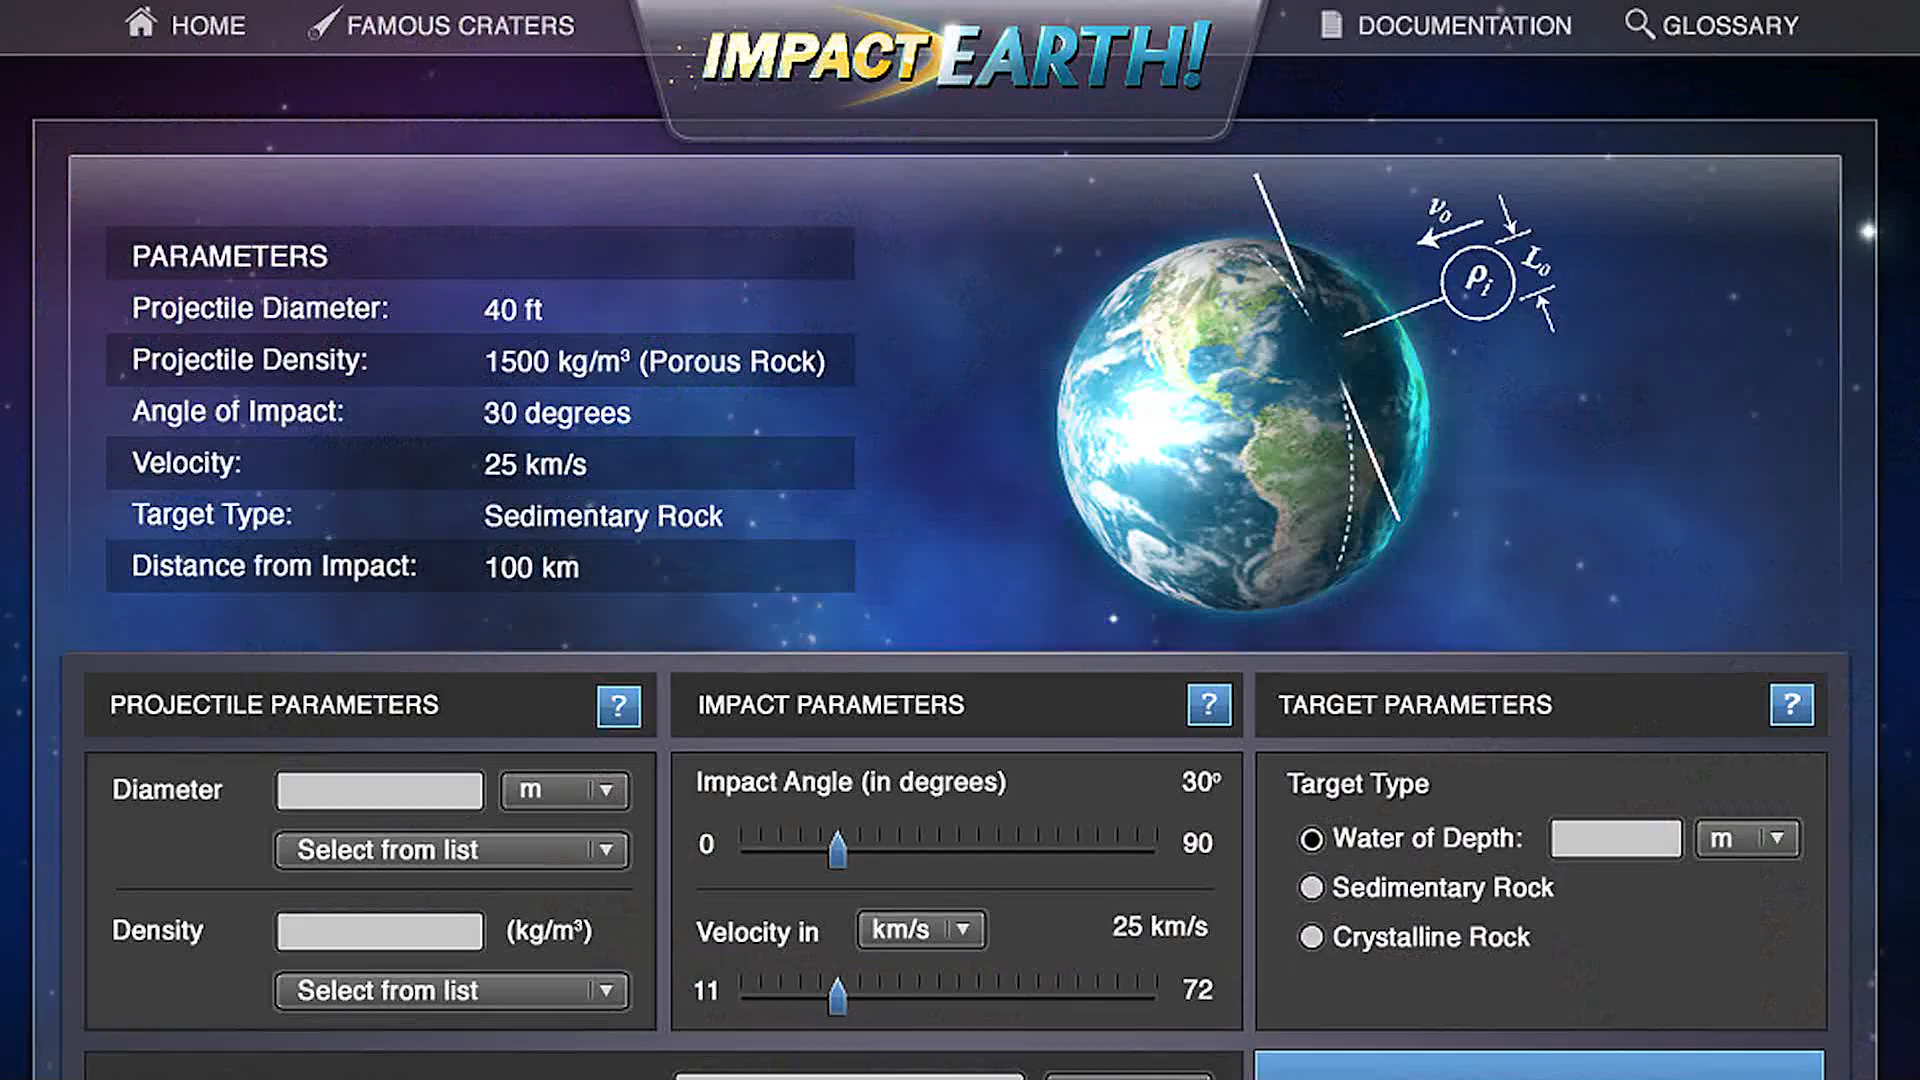 HOME
FAMOUS CRATERS
IMPACT EARTH!
DOCUMENTATION
GLOSSARY
PARAMETERS
Projectile Diameter: 40 ft
Projectile Density: 1500 kg/m³ (Porous Rock)
Angle of Impact: 30 degrees
Velocity: 25 km/s
Target Type: Sedimentary Rock
Distance from Impact: 100 km
v₀
L₀
ρᵢ
PROJECTILE PARAMETERS ?
Diameter m
Select from list
Density (kg/m³)
Select from list
IMPACT PARAMETERS ?
Impact Angle (in degrees) 30º
0 90
Velocity in km/s 25 km/s
11 72
TARGET PARAMETERS ?
Target Type
Water of Depth: m
Sedimentary Rock
Crystalline Rock